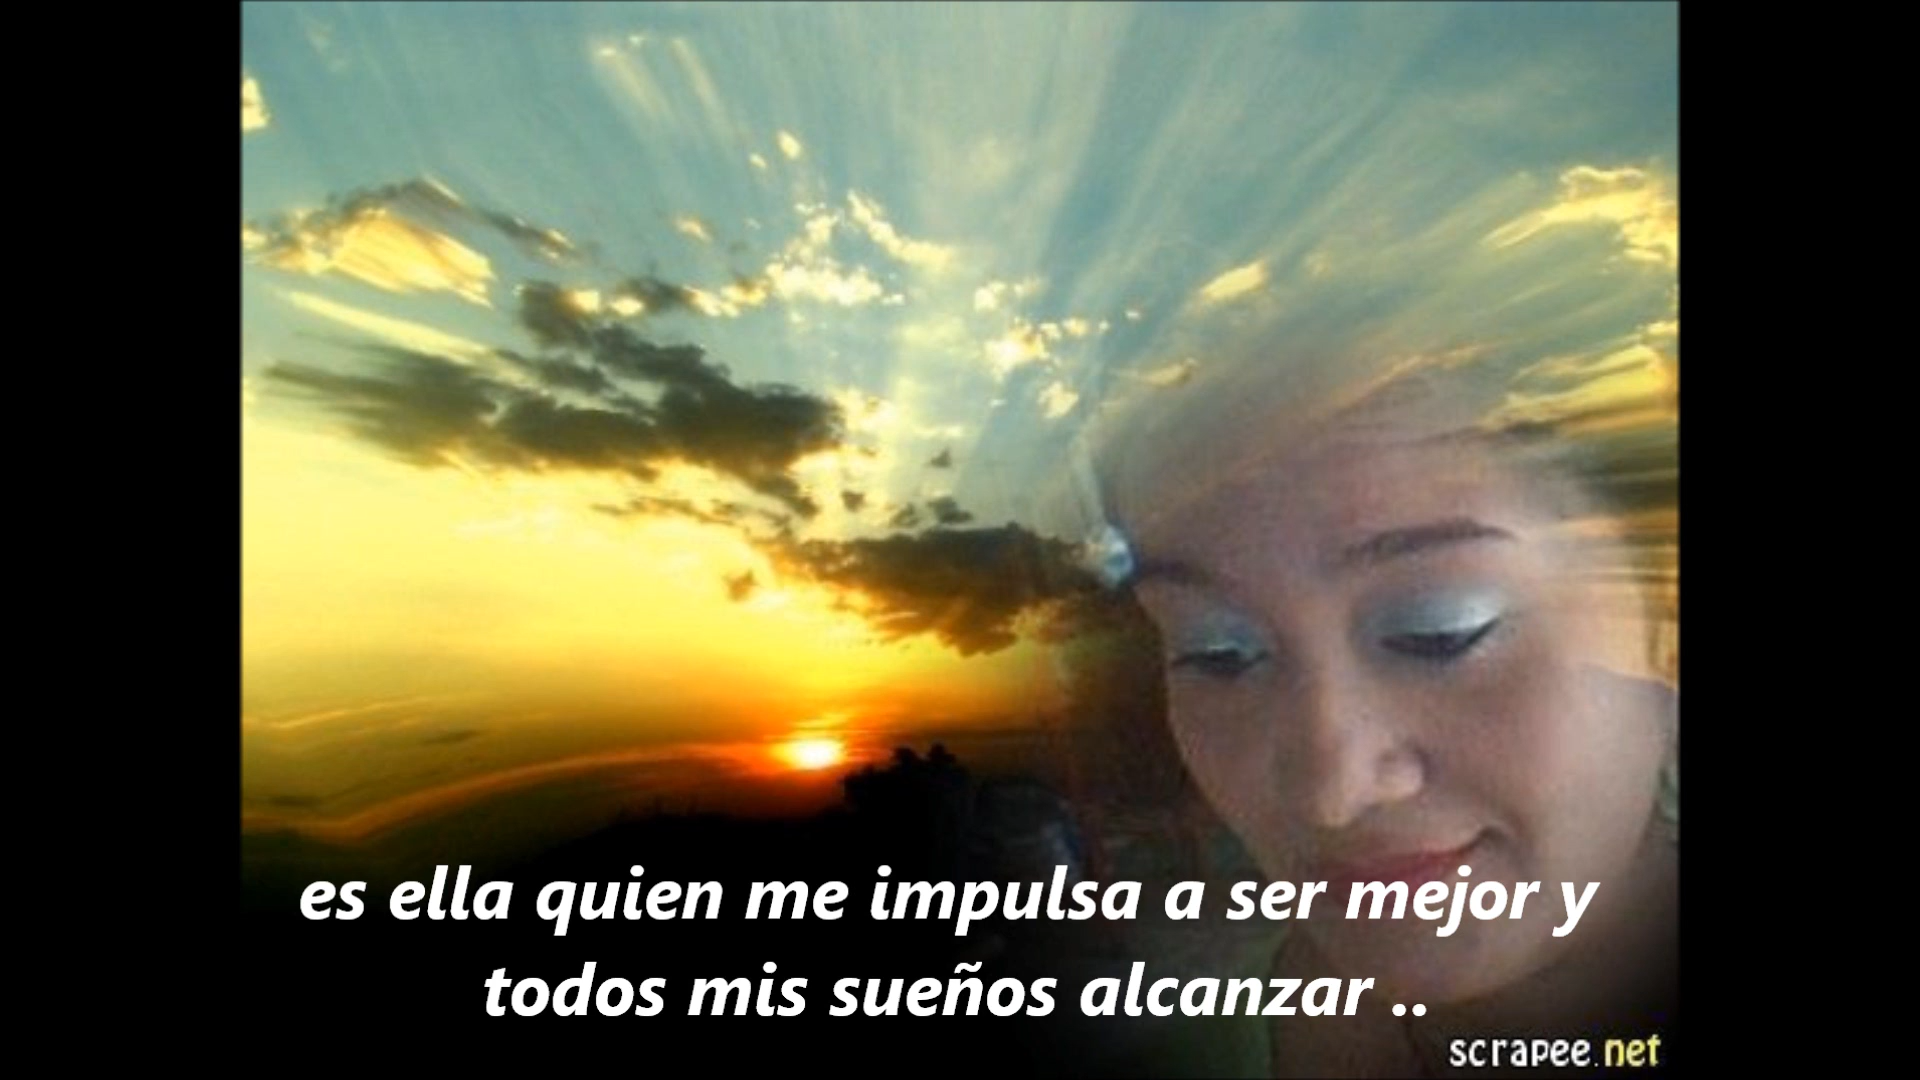 es ella quien me impulsa a ser mejor y
todos mis sueños alcanzar ..
scrapee.net